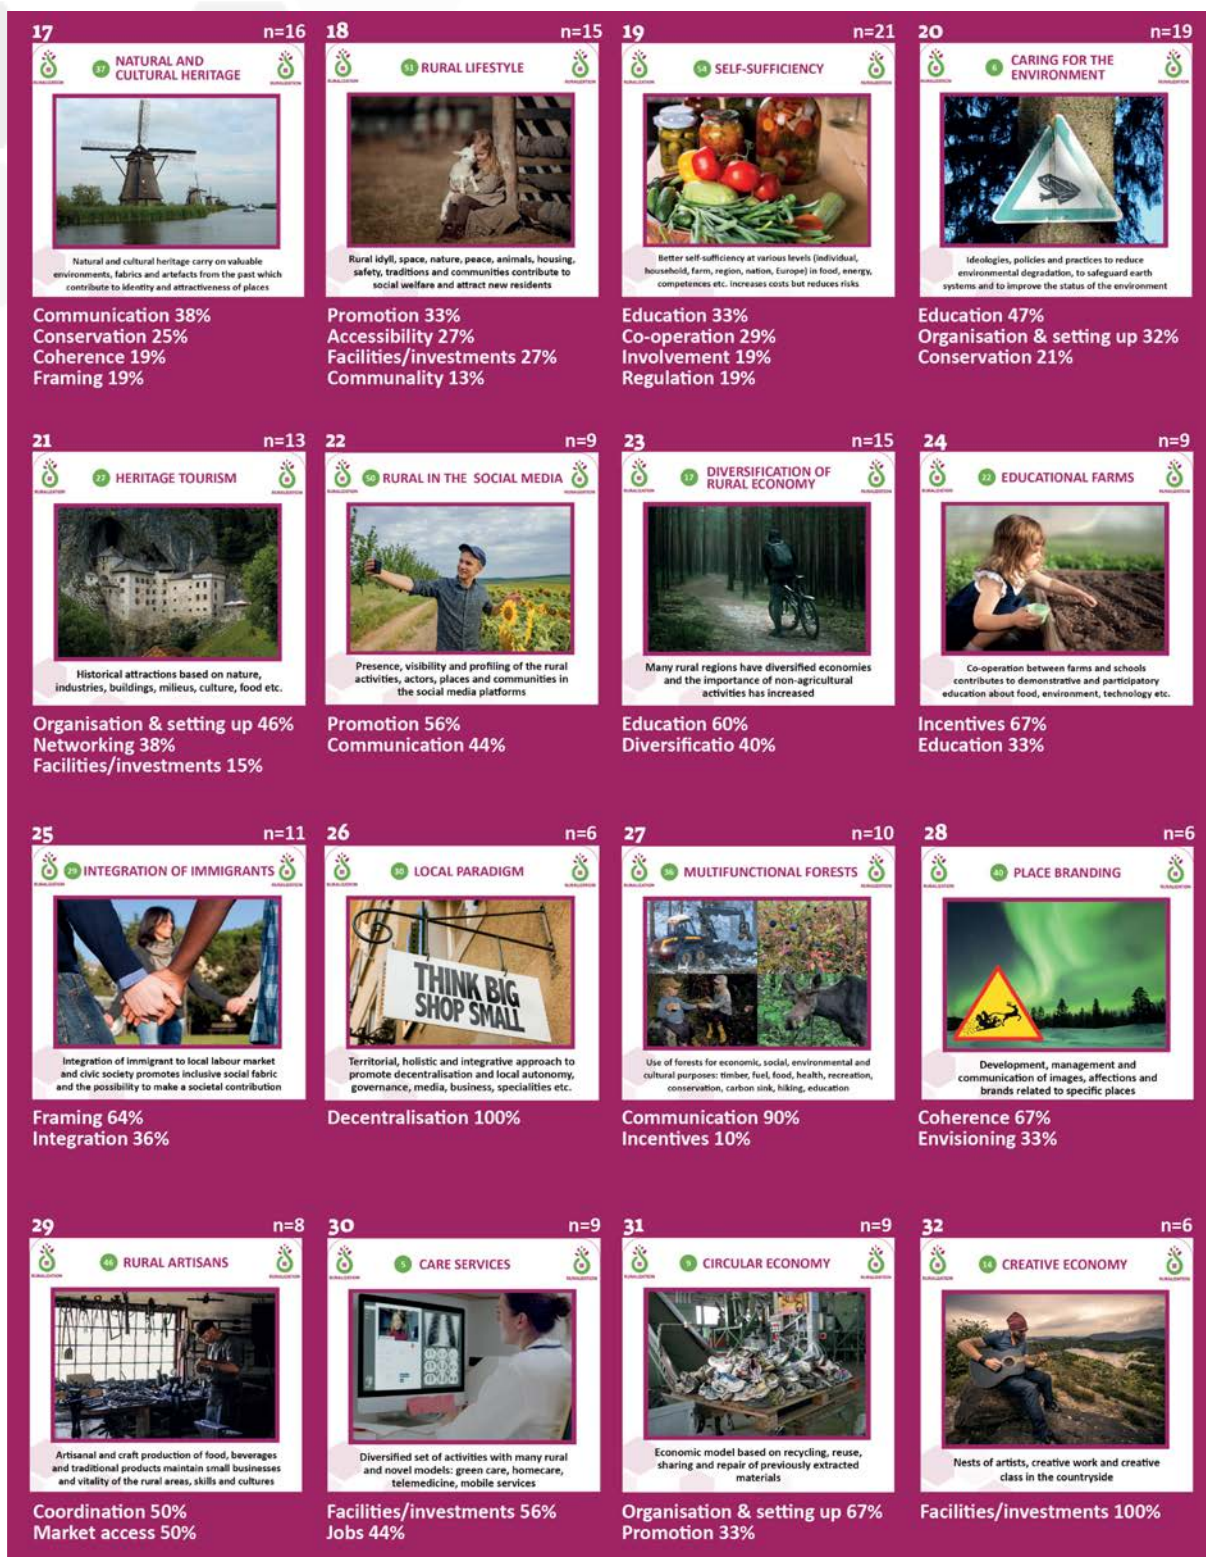 17 n=16
37 NATURAL AND
CULTURAL HERITAGE
RURALIZATION
Natural and cultural heritage carry on valuable
environments, fabrics and artefacts from the past which
contribute to identity and attractiveness of places
Communication 38%
Conservation 25%
Coherence 19%
Framing 19%
18 n=15
51 RURAL LIFESTYLE
RURALIZATION
Rural idyll, space, nature, peace, animals, housing,
safety, traditions and communities contribute to
social welfare and attract new residents
Promotion 33%
Accessibility 27%
Facilities/investments 27%
Communality 13%
19 n=21
54 SELF-SUFFICIENCY
RURALIZATION
Better self-sufficiency at various levels (individual,
household, farm, region, nation, Europe) in food, energy,
competences etc. increases costs but reduces risks
Education 33%
Co-operation 29%
Involvement 19%
Regulation 19%
20 n=19
6 CARING FOR THE
ENVIRONMENT
RURALIZATION
Ideologies, policies and practices to reduce
environmental degradation, to safeguard earth
systems and to improve the status of the environment
Education 47%
Organisation & setting up 32%
Conservation 21%
21 n=13
27 HERITAGE TOURISM
RURALIZATION
Historical attractions based on nature,
industries, buildings, milieus, culture, food etc.
Organisation & setting up 46%
Networking 38%
Facilities/investments 15%
22 n=9
50 RURAL IN THE SOCIAL MEDIA
RURALIZATION
Presence, visibility and profiling of the rural
activities, actors, places and communities in
the social media platforms
Promotion 56%
Communication 44%
23 n=15
17 DIVERSIFICATION OF
RURAL ECONOMY
RURALIZATION
Many rural regions have diversified economies
and the importance of non-agricultural
activities has increased
Education 60%
Diversificatio 40%
24 n=9
22 EDUCATIONAL FARMS
RURALIZATION
Co-operation between farms and schools
contributes to demonstrative and participatory
education about food, environment, technology etc.
Incentives 67%
Education 33%
25 n=11
29 INTEGRATION OF IMMIGRANTS
RURALIZATION
Integration of immigrant to local labour market
and civic society promotes inclusive social fabric
and the possibility to make a societal contribution
Framing 64%
Integration 36%
26 n=6
30 LOCAL PARADIGM
RURALIZATION
THINK BIG
SHOP SMALL
Territorial, holistic and integrative approach to
promote decentralisation and local autonomy,
governance, media, business, specialities etc.
Decentralisation 100%
27 n=10
36 MULTIFUNCTIONAL FORESTS
RURALIZATION
Use of forests for economic, social, environmental and
cultural purposes: timber, fuel, food, health, recreation,
conservation, carbon sink, hiking, education
Communication 90%
Incentives 10%
28 n=6
40 PLACE BRANDING
RURALIZATION
Development, management and
communication of images, affections and
brands related to specific places
Coherence 67%
Envisioning 33%
29 n=8
46 RURAL ARTISANS
RURALIZATION
Artisanal and craft production of food, beverages
and traditional products maintain small businesses
and vitality of the rural areas, skills and cultures
Coordination 50%
Market access 50%
30 n=9
5 CARE SERVICES
RURALIZATION
Diversified set of activities with many rural
and novel models: green care, homecare,
telemedicine, mobile services
Facilities/investments 56%
Jobs 44%
31 n=9
9 CIRCULAR ECONOMY
RURALIZATION
Economic model based on recycling, reuse,
sharing and repair of previously extracted
materials
Organisation & setting up 67%
Promotion 33%
32 n=6
14 CREATIVE ECONOMY
RURALIZATION
Nests of artists, creative work and creative
class in the countryside
Facilities/investments 100%